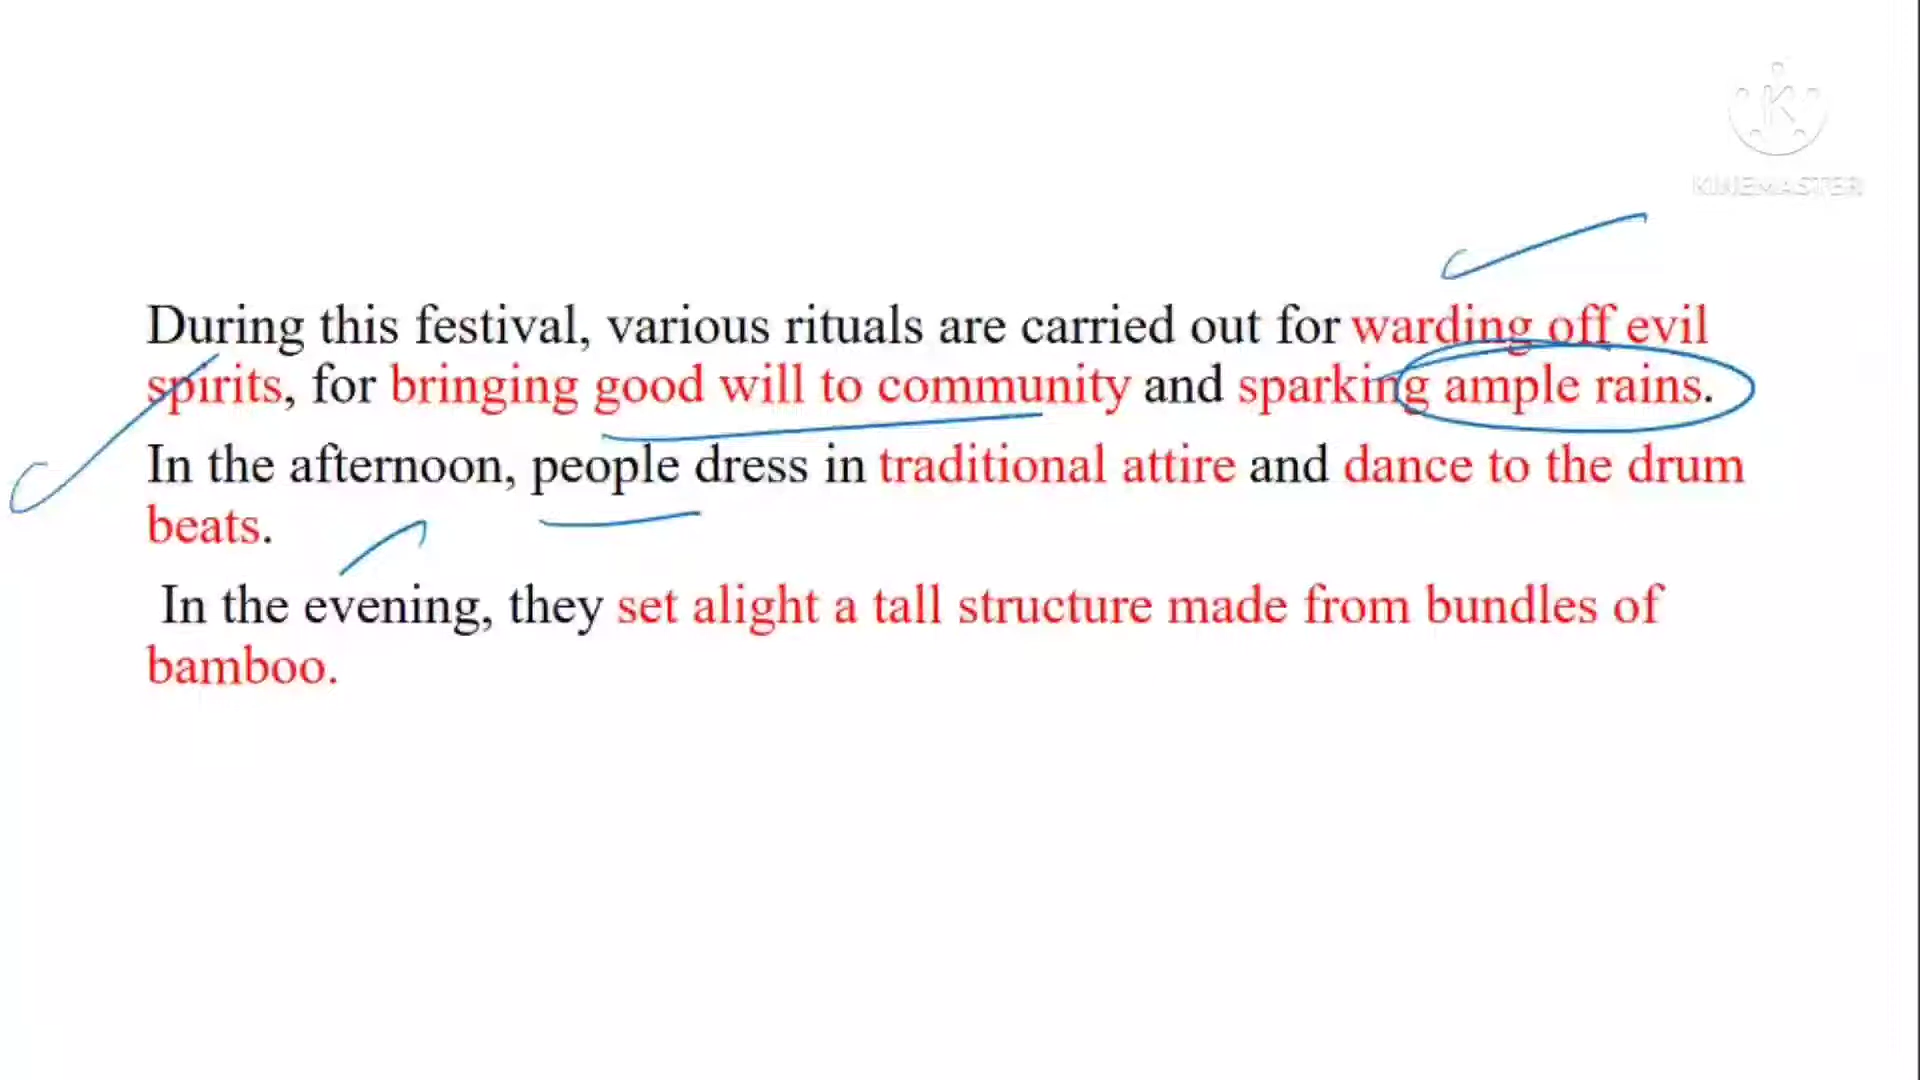 KINEMASTER
During this festival, various rituals are carried out for warding off evil
spirits, for bringing good will to community and sparking ample rains.
In the afternoon, people dress in traditional attire and dance to the drum
beats.
In the evening, they set alight a tall structure made from bundles of
bamboo.